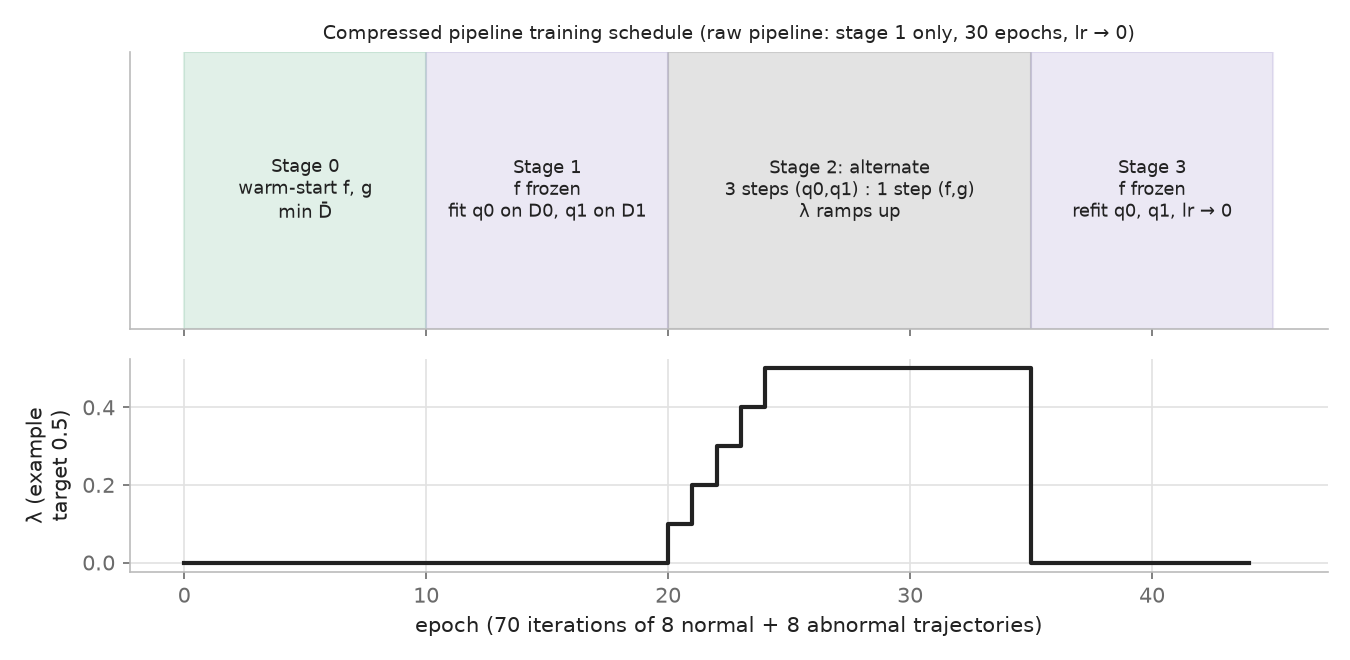 Compressed pipeline training schedule (raw pipeline: stage 1 only, 30 epochs, lr → 0)
Stage 0
warm-start f, g
min D̄
Stage 1
f frozen
fit q0 on D0, q1 on D1
Stage 2: alternate
3 steps (q0,q1) : 1 step (f,g)
λ ramps up
Stage 3
f frozen
refit q0, q1, lr → 0
λ (example
target 0.5)
0.4
0.2
0.0
0
10
20
30
40
epoch (70 iterations of 8 normal + 8 abnormal trajectories)